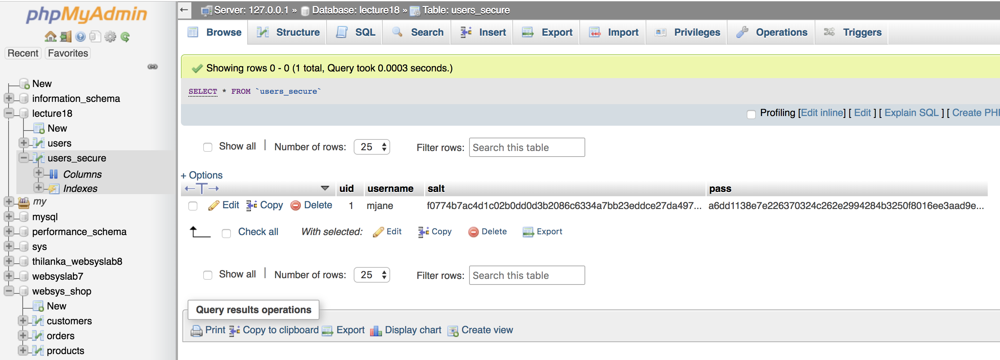 phpMyAdmin
Recent Favorites
New
information_schema
lecture18
New
users
users_secure
Columns
Indexes
my
mysql
performance_schema
sys
thilanka_websyslab8
websyslab7
websys_shop
New
customers
orders
products
Server: 127.0.0.1 » Database: lecture18 » Table: users_secure
Browse Structure SQL Search Insert Export Import Privileges Operations Triggers
Showing rows 0 - 0 (1 total, Query took 0.0003 seconds.)
SELECT * FROM `users_secure`
Profiling [Edit inline] [ Edit ] [ Explain SQL ] [ Create PH
Show all | Number of rows: 25 Filter rows: Search this table
+ Options
←T→ uid username salt pass
Edit Copy Delete 1 mjane f0774b7ac4d1c02b0dd0d3b2086c6334a7bb23eddce27da497... a6dd1138e7e226370324c262e2994284b3250f8016ee3aad9e...
Check all With selected: Edit Copy Delete Export
Show all | Number of rows: 25 Filter rows: Search this table
Query results operations
Print Copy to clipboard Export Display chart Create view